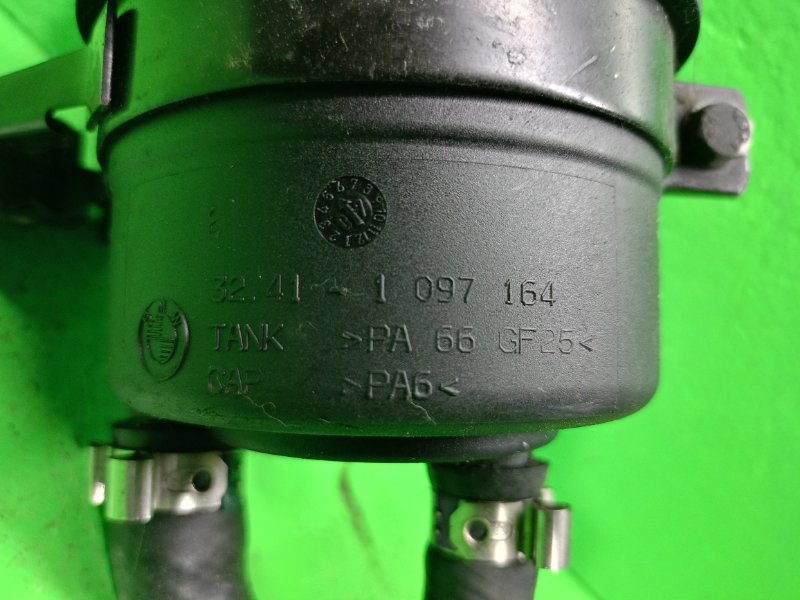 32.41 - 1 097 164
TANK >PA 66 GF25<
CAP >PA6<